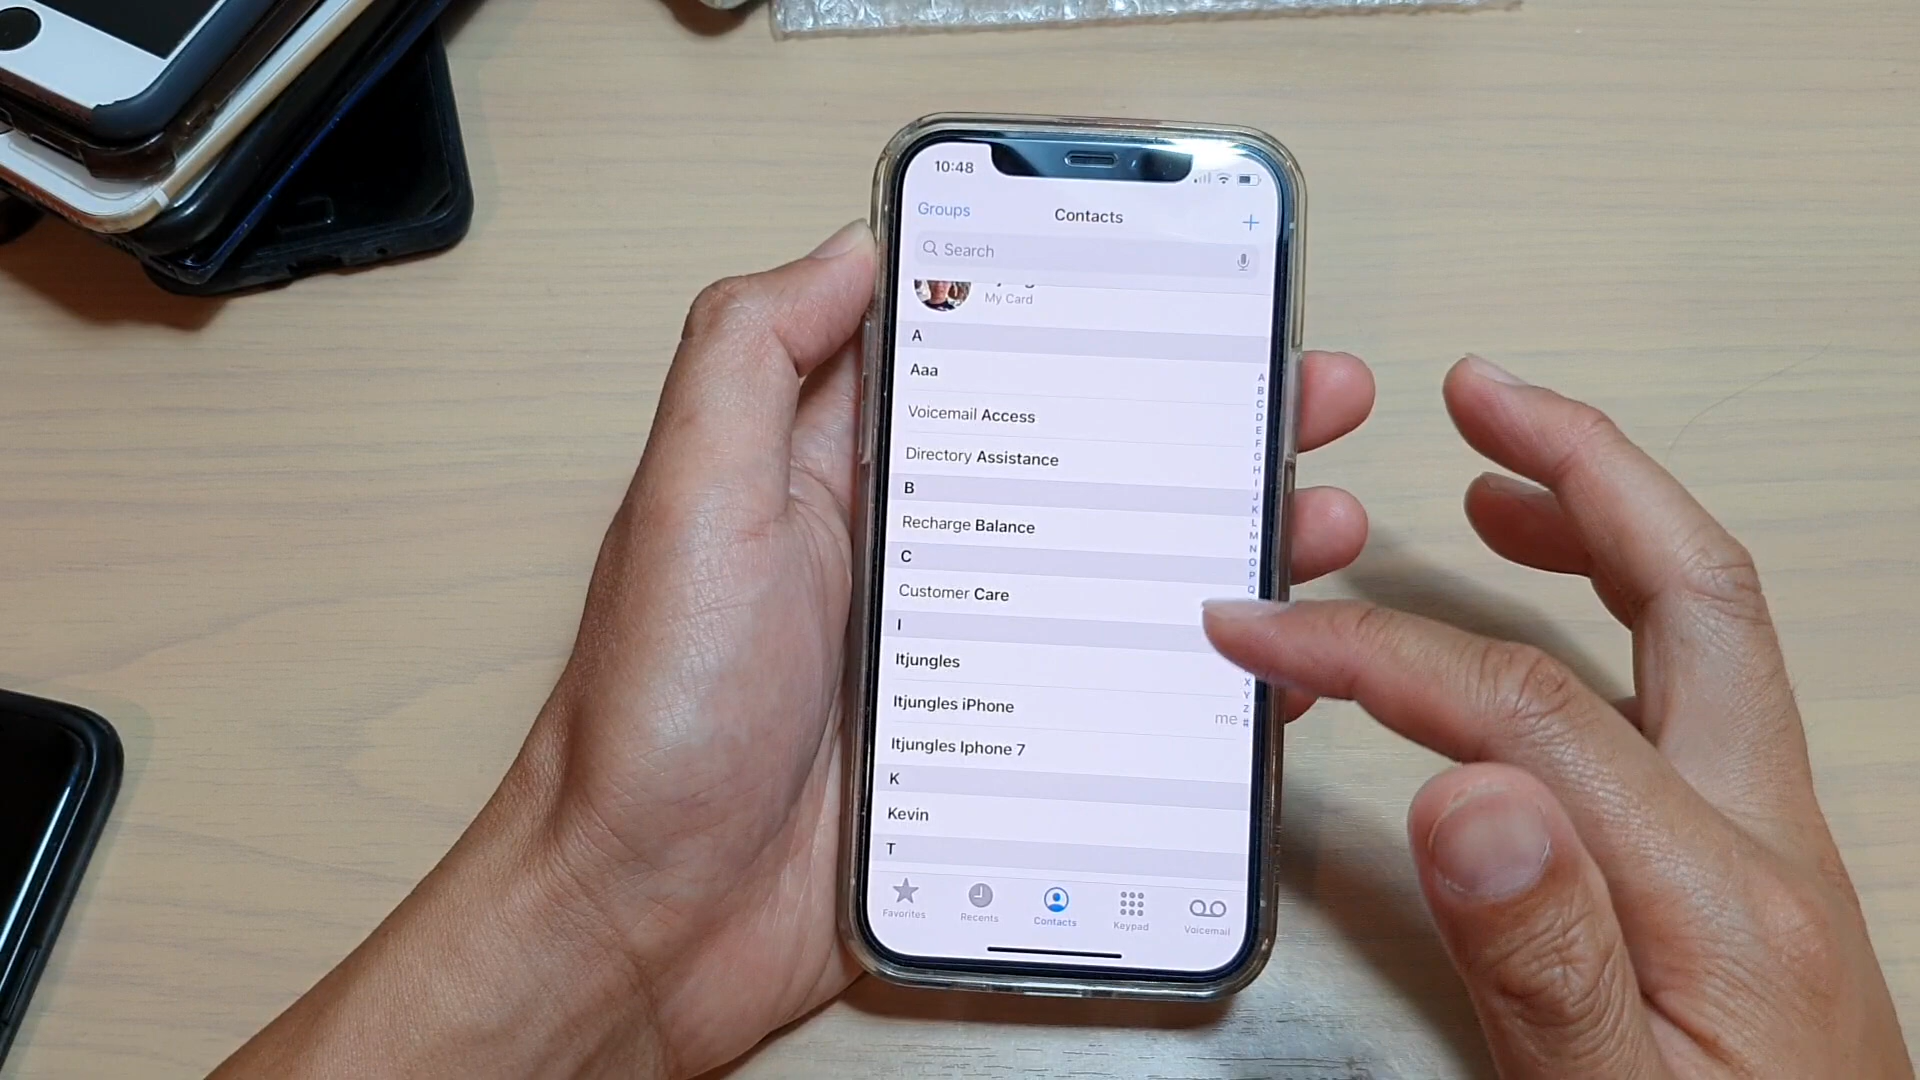 10:48
Groups
Contacts
+
Search
My Card
A
Aaa
Voicemail Access
Directory Assistance
B
Recharge Balance
C
Customer Care
I
Itjungles
Itjungles iPhone
me
Itjungles Iphone 7
K
Kevin
T
A
B
C
D
E
F
G
H
I
J
K
L
M
N
O
P
Q
X
Y
Z
#
Favorites
Recents
Contacts
Keypad
Voicemail